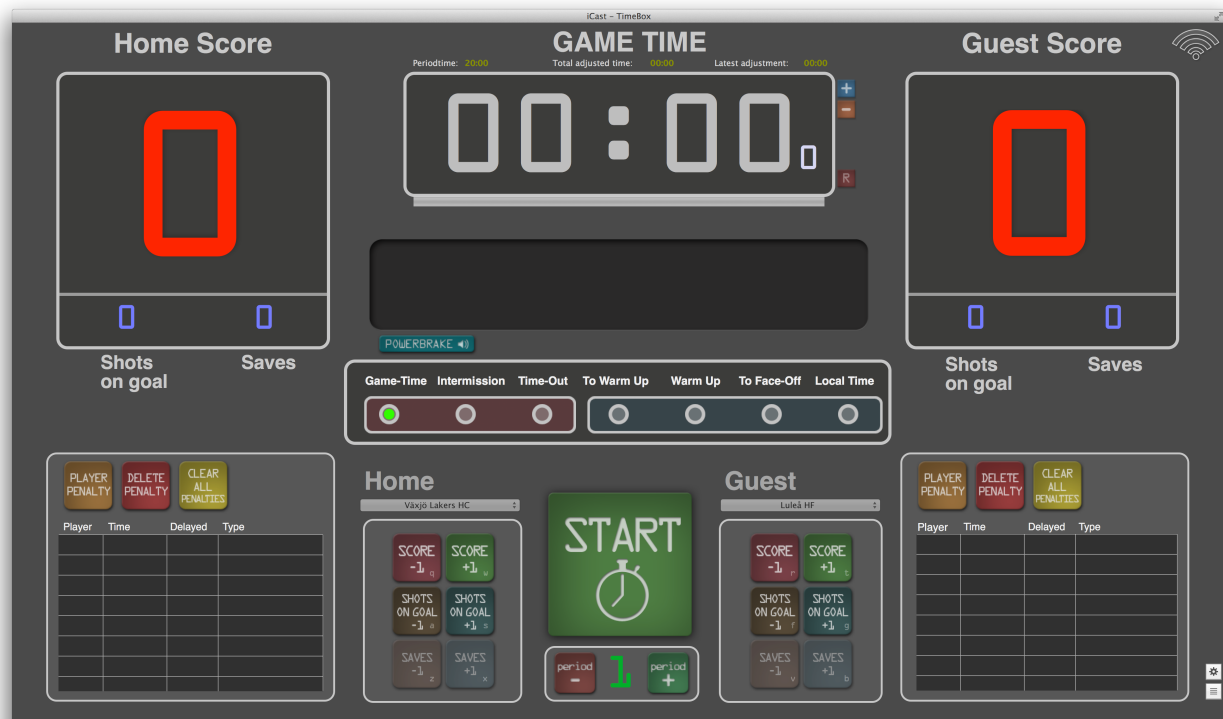 iCast - TimeBox
Home Score
GAME TIME
Guest Score
Periodtime: 20:00 Total adjusted time: 00:00 Latest adjustment: 00:00
0
00:00.0
+
-
R
0
0 0
Shots on goal
Saves
0 0
Shots on goal
Saves
POWERBRAKE
Game-Time Intermission Time-Out To Warm Up Warm Up To Face-Off Local Time
PLAYER PENALTY
DELETE PENALTY
CLEAR ALL PENALTIES
Player Time Delayed Type
Home
Växjö Lakers HC
SCORE -1 q
SCORE +1 w
SHOTS ON GOAL -1 a
SHOTS ON GOAL +1 s
SAVES -1 z
SAVES +1 x
START
period -
1
period +
Guest
Luleå HF
SCORE -1 r
SCORE +1 t
SHOTS ON GOAL -1 f
SHOTS ON GOAL +1 g
SAVES -1 v
SAVES +1 b
PLAYER PENALTY
DELETE PENALTY
CLEAR ALL PENALTIES
Player Time Delayed Type